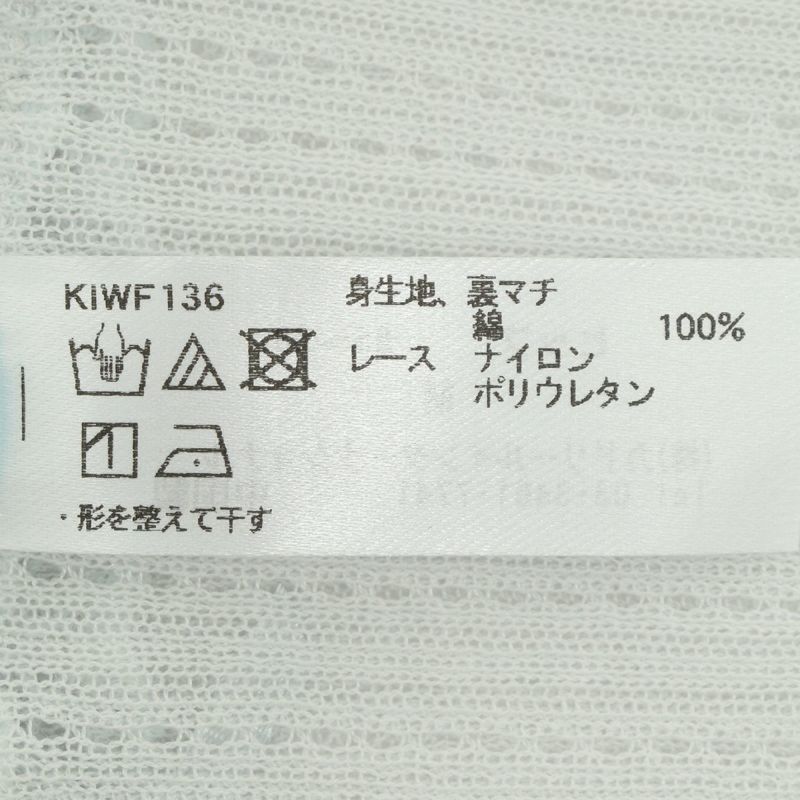 KIWF136
身生地、裏マチ
綿 100%
レース ナイロン
ポリウレタン
・形を整えて干す